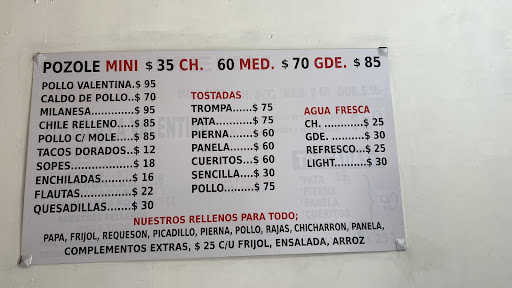 POZOLE MINI $ 35 CH. 60 MED. $ 70 GDE. $ 85
POLLO VALENTINA.$ 95
CALDO DE POLLO..$ 70
MILANESA...........$ 95
CHILE RELLENO.....$ 85
POLLO C/ MOLE.....$ 85
TACOS DORADOS..$ 12
SOPES.................$ 18
ENCHILADAS........$ 16
FLAUTAS..............$ 22
QUESADILLAS.......$ 30
TOSTADAS
TROMPA......$ 75
PATA...........$ 75
PIERNA.......$ 60
PANELA.......$ 60
CUERITOS....$ 60
SENCILLA....$ 30
POLLO.........$ 75
AGUA FRESCA
CH. ............$ 25
GDE. ..........$ 30
REFRESCO...$ 25
LIGHT.........$ 30
NUESTROS RELLENOS PARA TODO;
PAPA, FRIJOL, REQUESON, PICADILLO, PIERNA, POLLO, RAJAS, CHICHARRON, PANELA,
COMPLEMENTOS EXTRAS, $ 25 C/U FRIJOL, ENSALADA, ARROZ